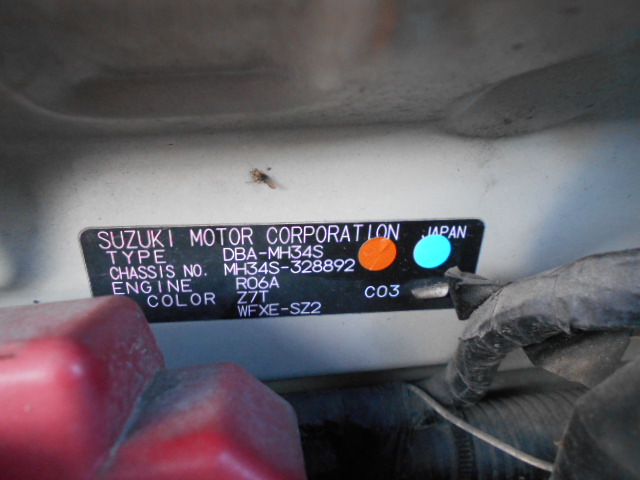 SUZUKI MOTOR CORPORATION JAPAN
TYPE DBA-MH34S
CHASSIS NO. MH34S-328892
ENGINE R06A
COLOR Z7T C03
WFXE-SZ2